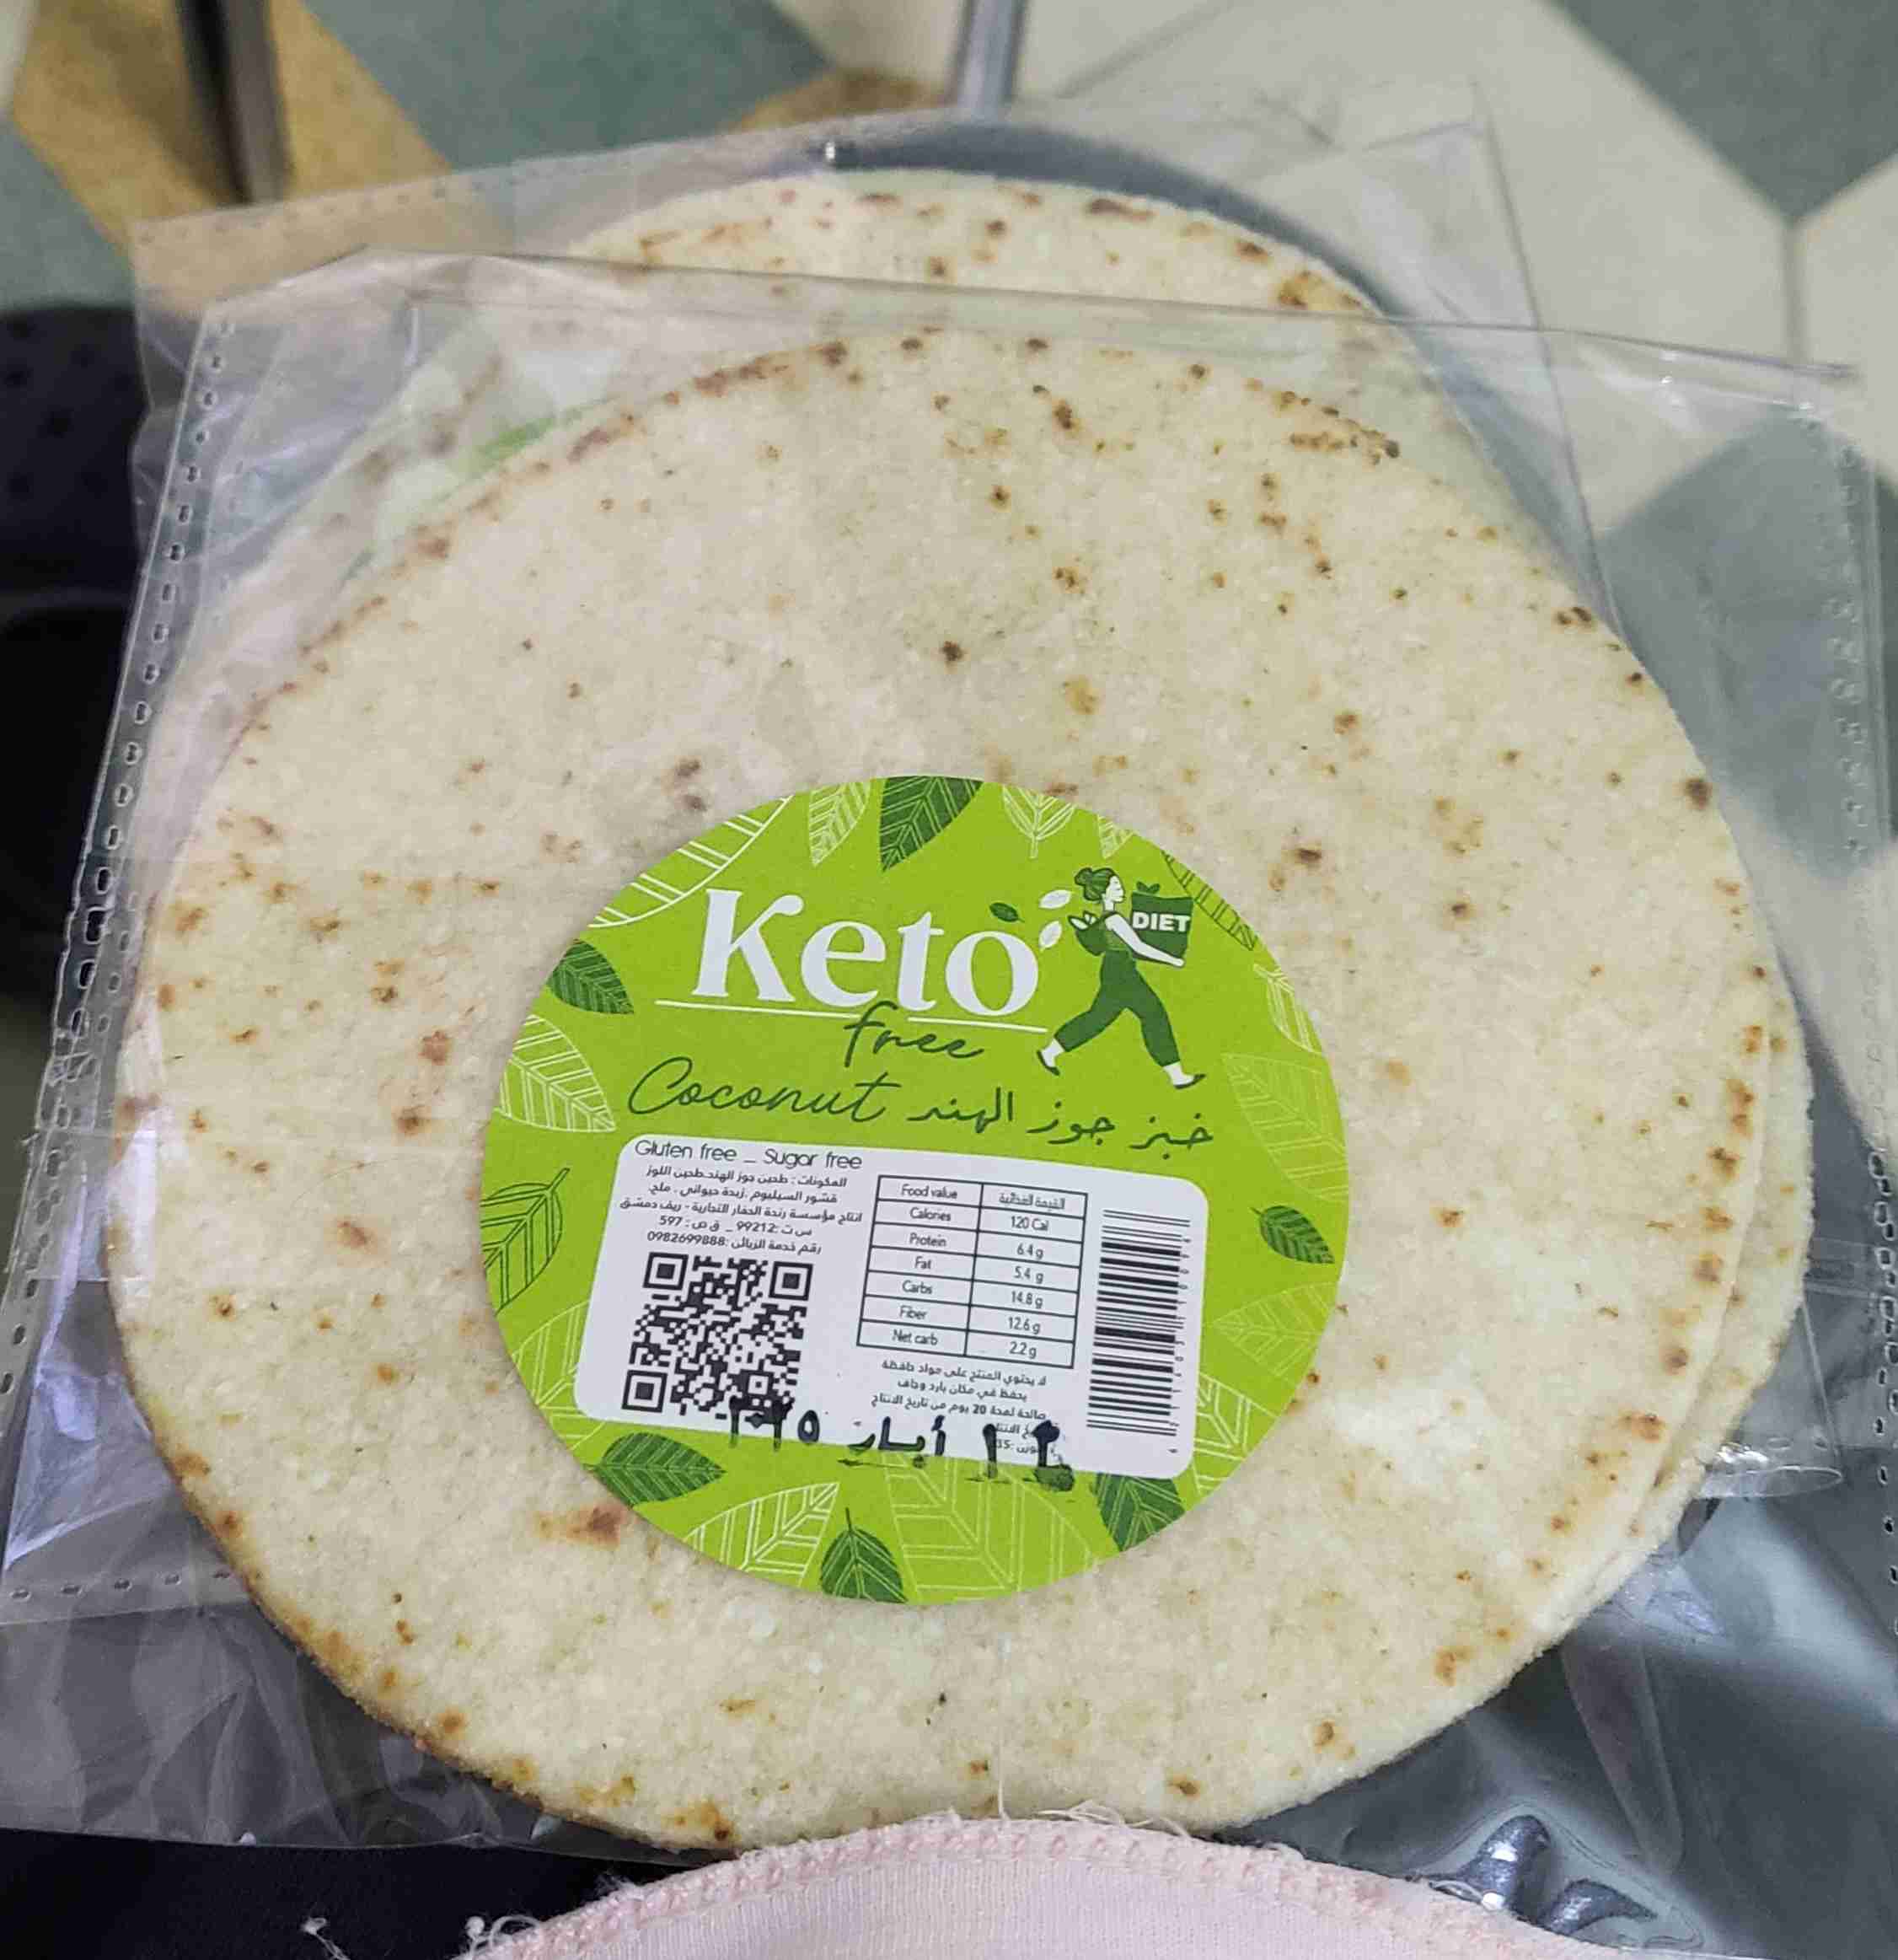 Keto
DIET
free
Coconut خبز جوز الهند
Gluten free _ Sugar free
المكونات : طحين جوز الهند.طحين اللوز
قشور السيليوم .زبدة حيواني . ملح
انتاج مؤسسة رندة الحفار التجارية - ريف دمشق
س ت :99212 _ ق ص : 597
رقم خدمة الزبائن :0982699888
Food value القيمة الغذائية
Calories 120 Cal
Protein 6.4 g
Fat 5.4 g
Carbs 14.8 g
Fiber 12.6 g
Net carb 2.2 g
لا يحتوي المنتج على مواد حافظة
يحفظ في مكان بارد وجاف
صالحة لمدة 20 يوم من تاريخ الانتاج
أيار